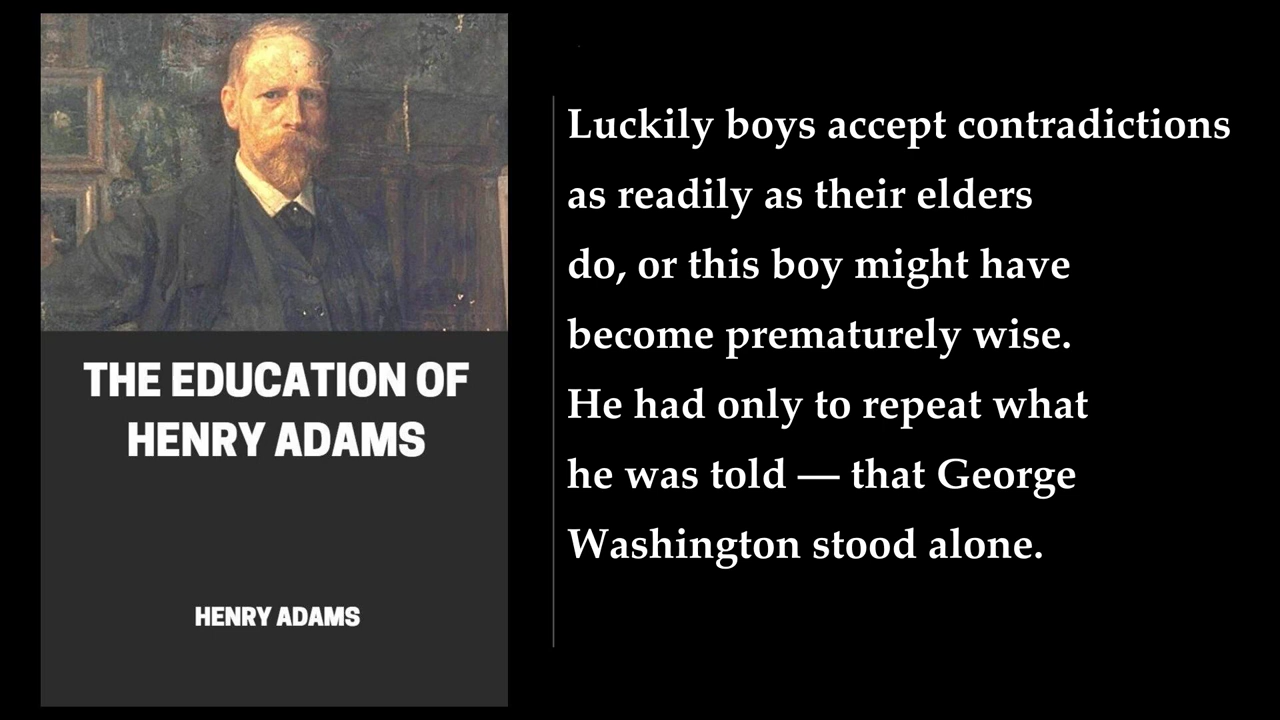 THE EDUCATION OF
HENRY ADAMS
HENRY ADAMS
Luckily boys accept contradictions
as readily as their elders
do, or this boy might have
become prematurely wise.
He had only to repeat what
he was told — that George
Washington stood alone.